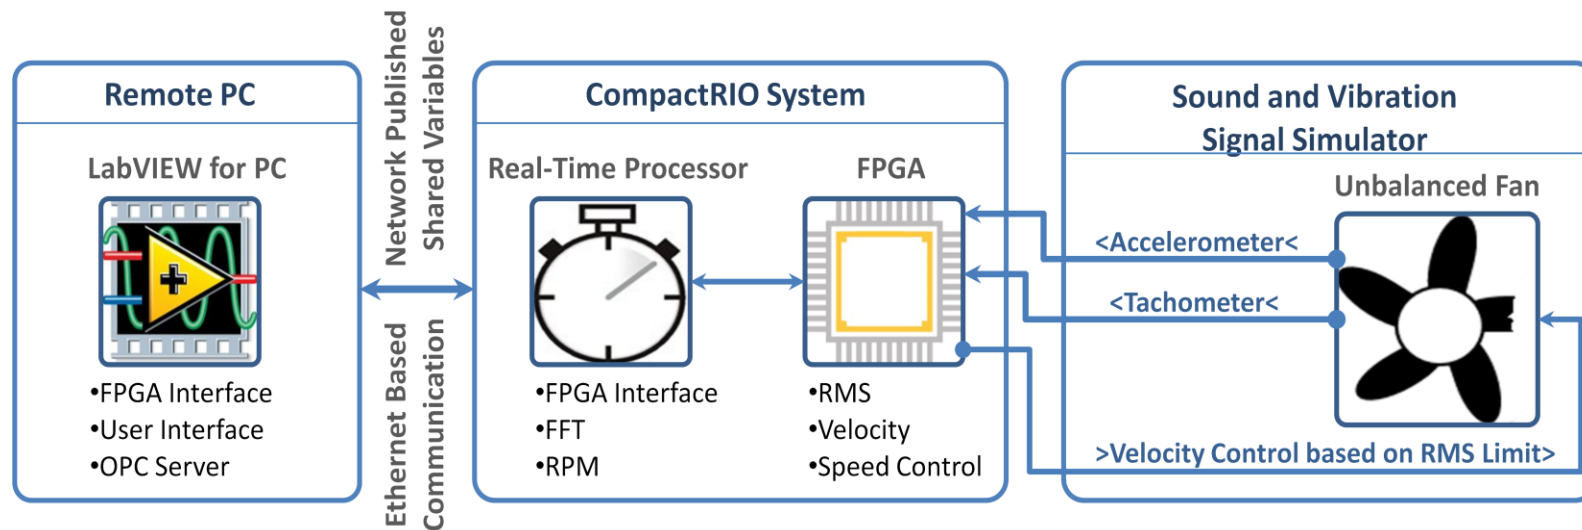 Remote PC
LabVIEW for PC
•FPGA Interface
•User Interface
•OPC Server
Network Published
Shared Variables
Ethernet Based
Communication
CompactRIO System
Real-Time Processor
•FPGA Interface
•FFT
•RPM
FPGA
•RMS
•Velocity
•Speed Control
Sound and Vibration
Signal Simulator
Unbalanced Fan
<Accelerometer<
<Tachometer<
>Velocity Control based on RMS Limit>